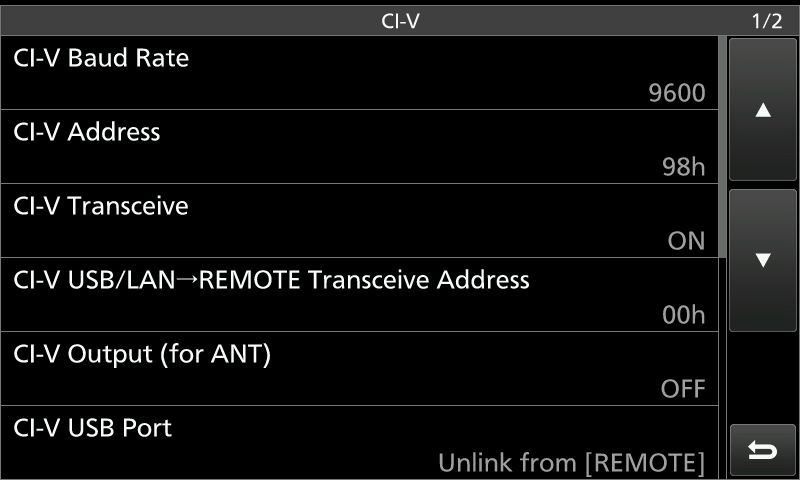 CI-V 1/2
CI-V Baud Rate
9600
CI-V Address
98h
CI-V Transceive
ON
CI-V USB/LAN→REMOTE Transceive Address
00h
CI-V Output (for ANT)
OFF
CI-V USB Port
Unlink from [REMOTE]